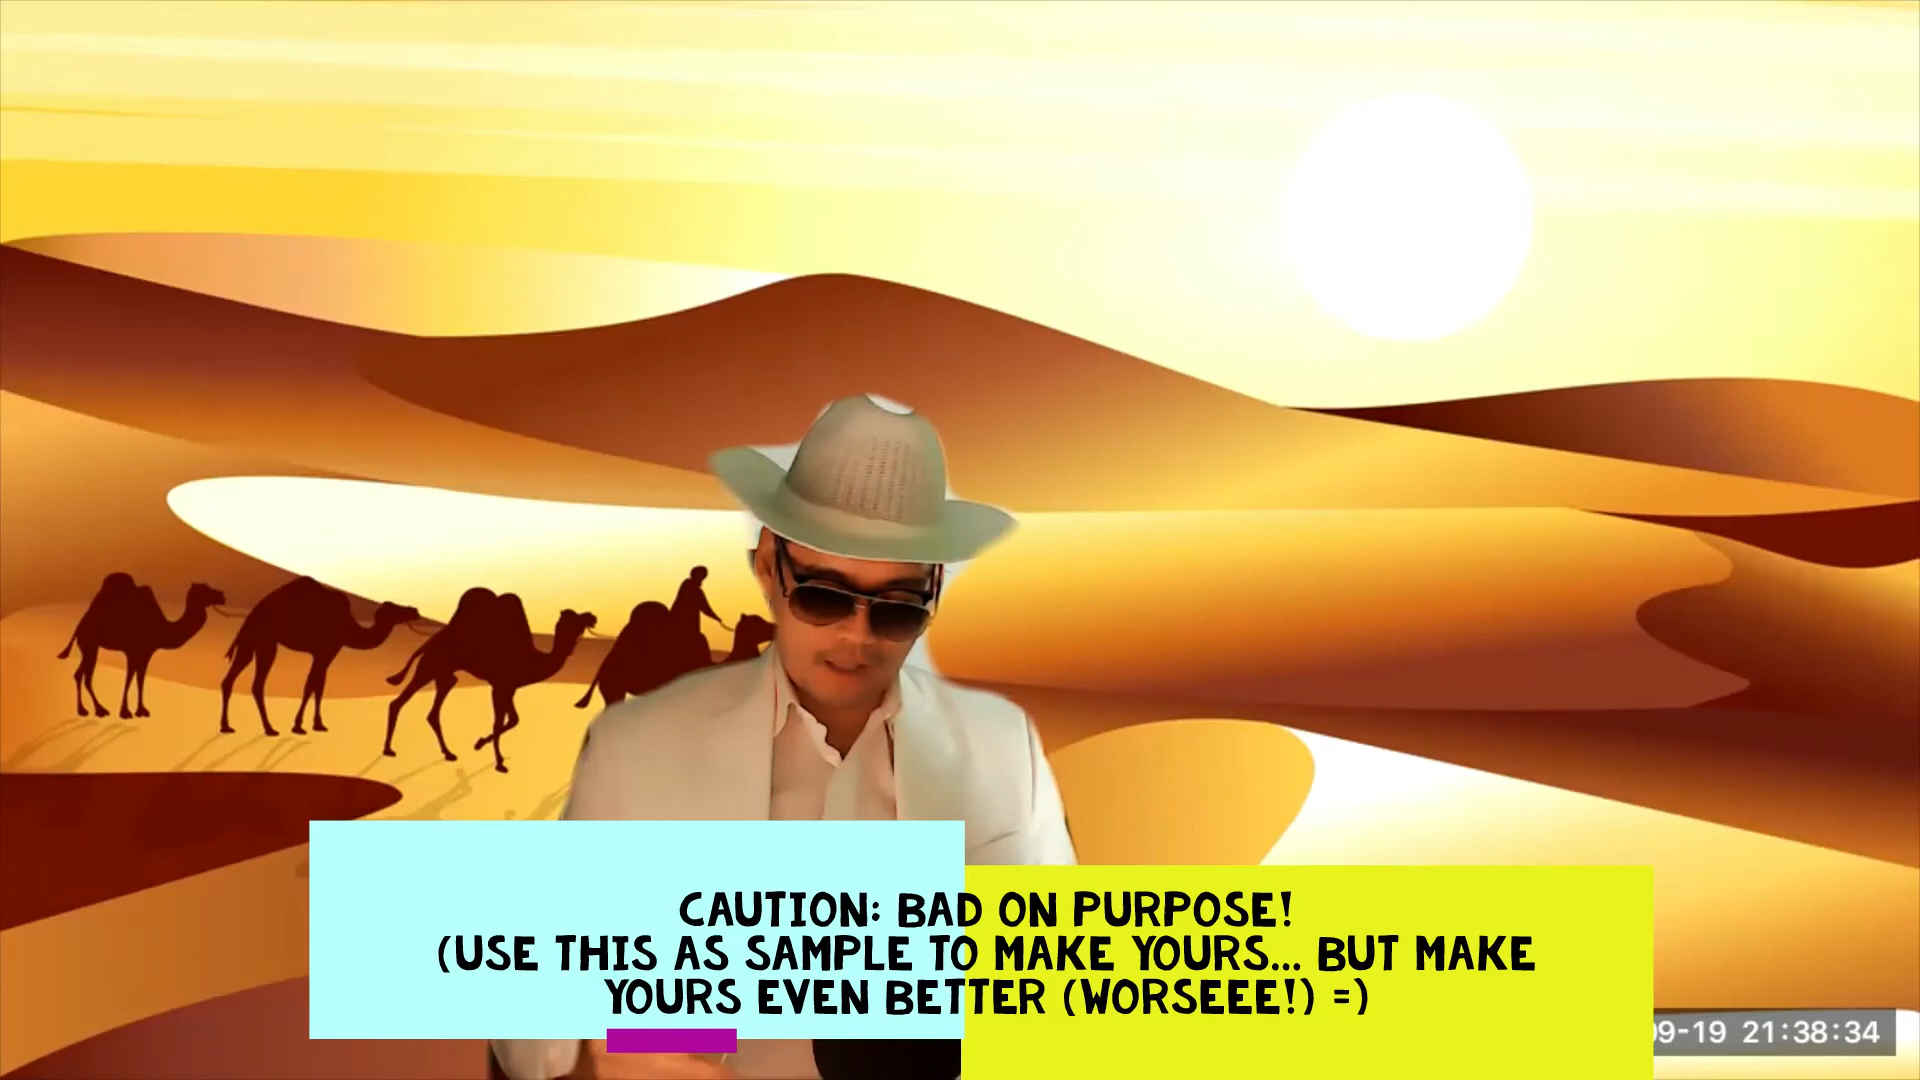 CAUTION: BAD ON PURPOSE!
(USE THIS AS SAMPLE TO MAKE YOURS... BUT MAKE
YOURS EVEN BETTER (WORSEEE!) =)
9-19 21:38:34